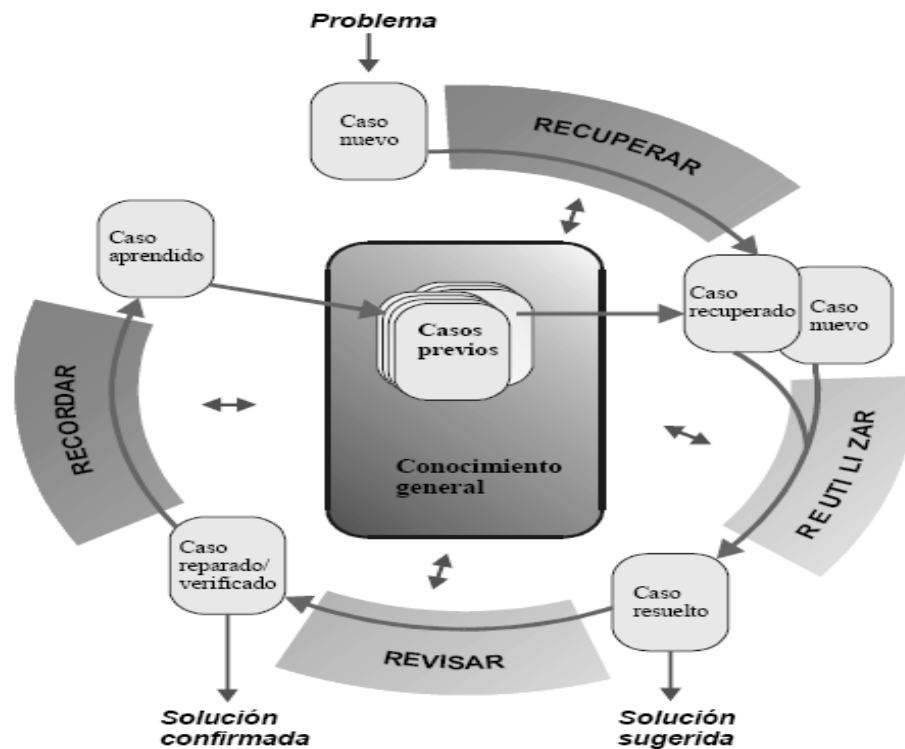 Problema
Caso
nuevo
RECUPERAR
Caso
aprendido
Casos
previos
Caso
recuperado
Caso
nuevo
RECORDAR
Conocimiento
general
REUTILIZAR
Caso
reparado/
verificado
Caso
resuelto
REVISAR
Solución
confirmada
Solución
sugerida